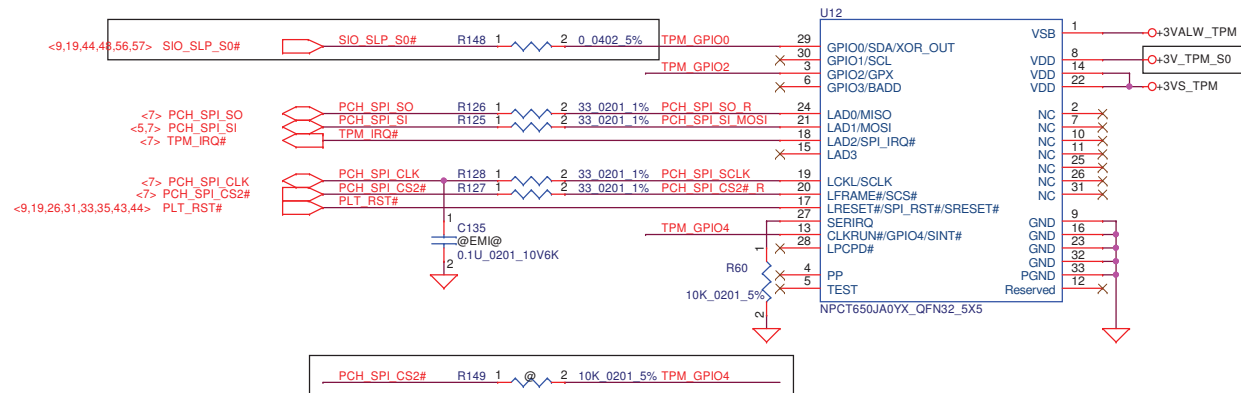 U12
<9,19,44,48,56,57> SIO_SLP_S0# SIO_SLP_S0# R148 1 2 0_0402_5% TPM_GPIO0 29 GPIO0/SDA/XOR_OUT VSB 1 +3VALW_TPM
30 GPIO1/SCL VDD 8 +3V_TPM_S0
TPM_GPIO2 3 GPIO2/GPX VDD 14
6 GPIO3/BADD VDD 22 +3VS_TPM
<7> PCH_SPI_SO PCH_SPI_SO R126 1 2 33_0201_1% PCH_SPI_SO_R 24 LAD0/MISO NC 2
<5,7> PCH_SPI_SI PCH_SPI_SI R125 1 2 33_0201_1% PCH_SPI_SI_MOSI 21 LAD1/MOSI NC 7
<7> TPM_IRQ# TPM_IRQ# 18 LAD2/SPI_IRQ# NC 10
15 LAD3 NC 11
NC 25
<7> PCH_SPI_CLK PCH_SPI_CLK R128 1 2 33_0201_1% PCH_SPI_SCLK 19 LCKL/SCLK NC 26
<7> PCH_SPI_CS2# PCH_SPI_CS2# R127 1 2 33_0201_1% PCH_SPI_CS2#_R 20 LFRAME#/SCS# NC 31
<9,19,26,31,33,35,43,44> PLT_RST# PLT_RST# 17 LRESET#/SPI_RST#/SRESET#
27 SERIRQ GND 9
TPM_GPIO4 13 CLKRUN#/GPIO4/SINT# GND 16
28 LPCPD# GND 23
GND 32
4 PP PGND 33
5 TEST Reserved 12
1
C135
@EMI@
0.1U_0201_10V6K
2
1
R60
10K_0201_5%
2
NPCT650JA0YX_QFN32_5X5
PCH_SPI_CS2# R149 1 @ 2 10K_0201_5% TPM_GPIO4